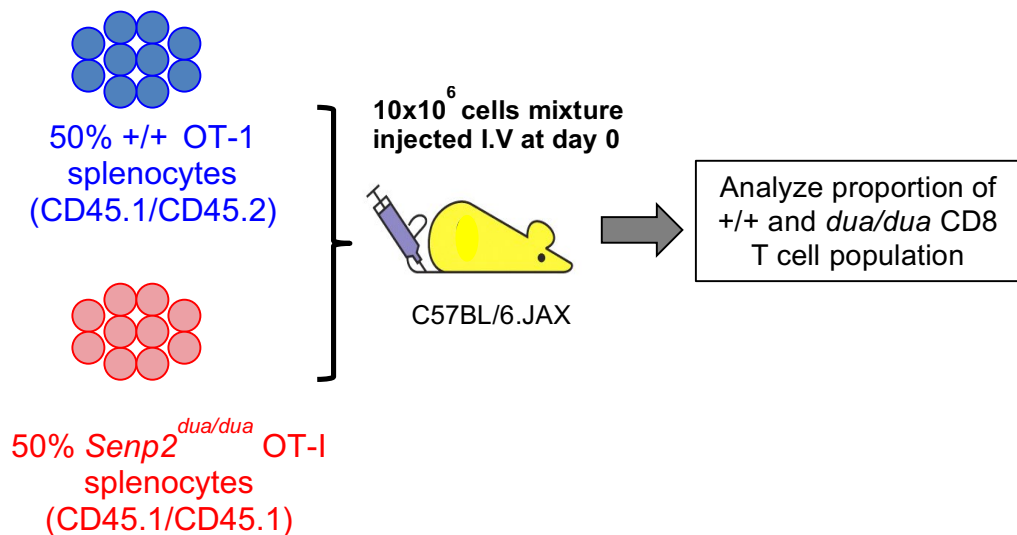 50% +/+ OT-1
splenocytes
(CD45.1/CD45.2)
50% Senp2^dua/dua OT-I
splenocytes
(CD45.1/CD45.1)
10x10^6 cells mixture
injected I.V at day 0
C57BL/6.JAX
Analyze proportion of
+/+ and dua/dua CD8
T cell population